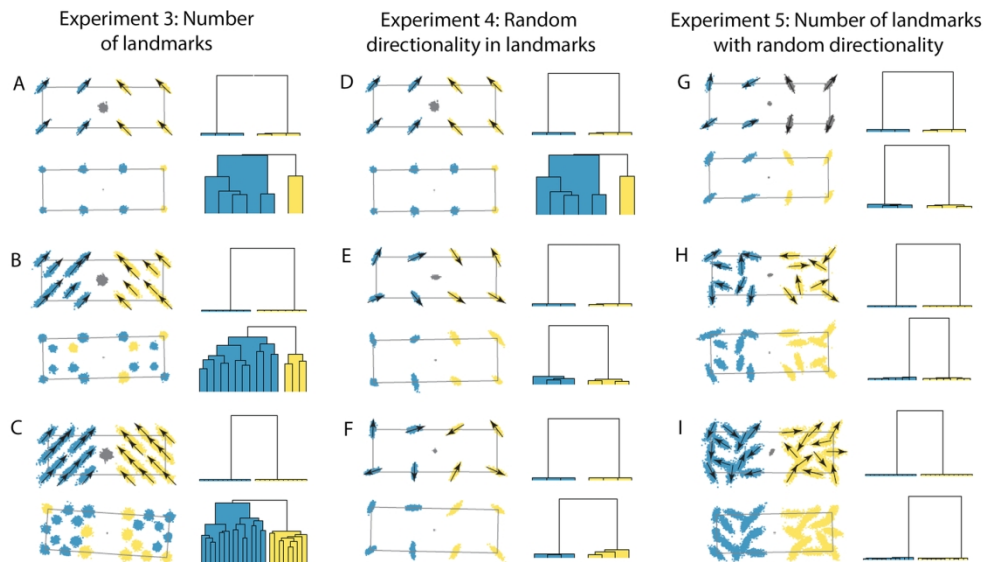 Experiment 3: Number
of landmarks
Experiment 4: Random
directionality in landmarks
Experiment 5: Number of landmarks
with random directionality
A
D
G
B
E
H
C
F
I